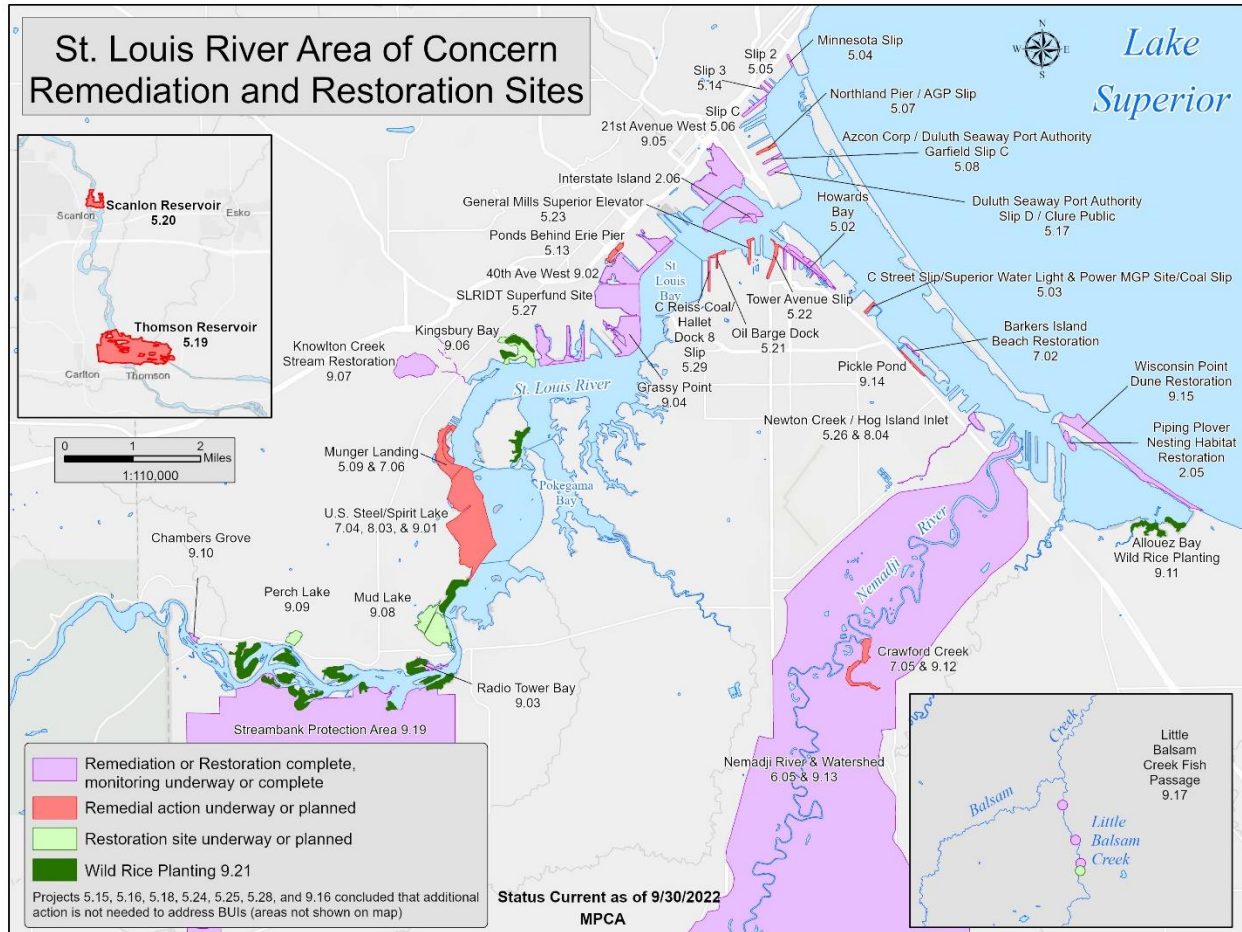 St. Louis River Area of Concern
Remediation and Restoration Sites
N
W
E
S
Lake
Superior
Minnesota Slip
5.04
Slip 2
5.05
Slip 3
5.14
Northland Pier / AGP Slip
5.07
Slip C
5.06
21st Avenue West
9.05
Azcon Corp / Duluth Seaway Port Authority
Garfield Slip C
5.08
Interstate Island 2.06
Duluth Seaway Port Authority
Slip D / Clure Public
5.17
General Mills Superior Elevator
5.23
Howards
Bay
5.02
Ponds Behind Erie Pier
5.13
40th Ave West 9.02
St
Louis
Bay
C Street Slip/Superior Water Light & Power MGP Site/Coal Slip
5.03
SLRIDT Superfund Site
5.27
Tower Avenue Slip
5.22
C Reiss-Coal/
Hallet
Dock 8
Slip
5.29
Oil Barge Dock
5.21
Kingsbury Bay
9.06
Barkers Island
Beach Restoration
7.02
Knowlton Creek
Stream Restoration
9.07
Pickle Pond
9.14
Wisconsin Point
Dune Restoration
9.15
St. Louis River
Grassy Point
9.04
Newton Creek / Hog Island Inlet
5.26 & 8.04
Piping Plover
Nesting Habitat
Restoration
2.05
Munger Landing
5.09 & 7.06
Pokegama
Bay
U.S. Steel/Spirit Lake
7.04, 8.03, & 9.01
Nemadji
River
Allouez Bay
Wild Rice Planting
9.11
Chambers Grove
9.10
Perch Lake
9.09
Mud Lake
9.08
Crawford Creek
7.05 & 9.12
Radio Tower Bay
9.03
Streambank Protection Area 9.19
Nemadji River & Watershed
6.05 & 9.13
Scanlon
Esko
Scanlon Reservoir
5.20
Thomson Reservoir
5.19
Carlton
Thomson
0 1 2
Miles
1:110,000
Remediation or Restoration complete,
monitoring underway or complete
Remedial action underway or planned
Restoration site underway or planned
Wild Rice Planting 9.21
Projects 5.15, 5.16, 5.18, 5.24, 5.25, 5.28, and 9.16 concluded that additional
action is not needed to address BUIs (areas not shown on map)
Status Current as of 9/30/2022
MPCA
Creek
Balsam
Little
Balsam
Creek Fish
Passage
9.17
Little
Balsam
Creek